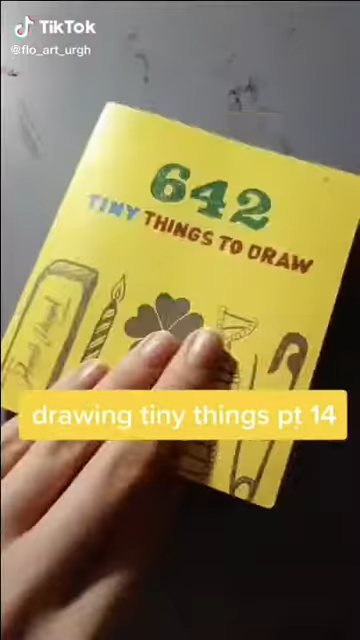 TikTok
@flo_art_urgh
642
TINY THINGS TO DRAW
drawing tiny things pt 14